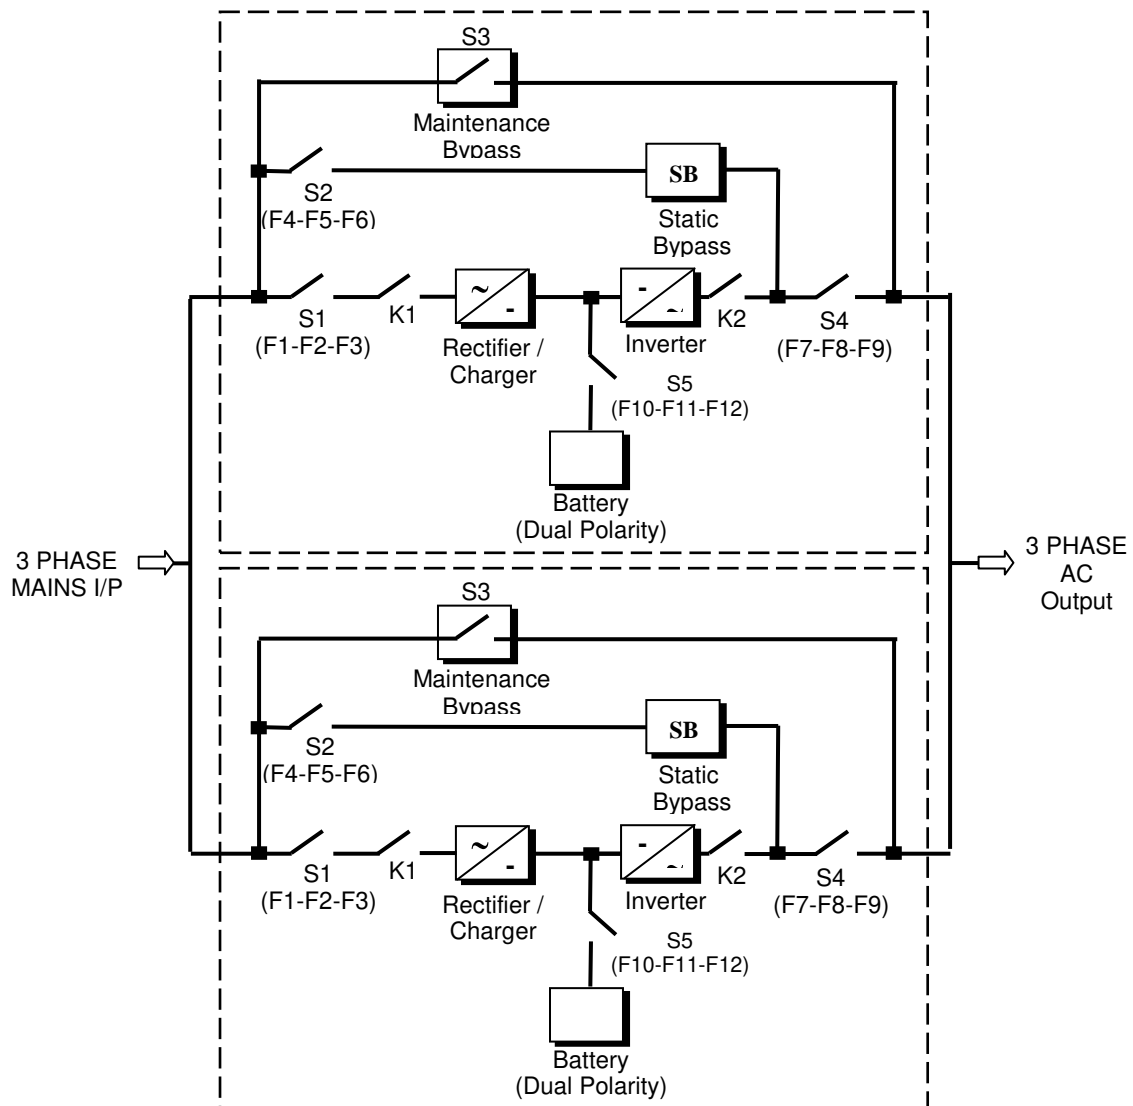 S3
Maintenance
Bypass
SB
S2
(F4-F5-F6)
Static
Bypass
~
-
-
~
S1
(F1-F2-F3)
K1
Rectifier /
Charger
Inverter
K2
S4
(F7-F8-F9)
S5
(F10-F11-F12)
Battery
(Dual Polarity)
3 PHASE
MAINS I/P
3 PHASE
AC
Output
S3
Maintenance
Bypass
SB
S2
(F4-F5-F6)
Static
Bypass
~
-
-
~
S1
(F1-F2-F3)
K1
Rectifier /
Charger
Inverter
K2
S4
(F7-F8-F9)
S5
(F10-F11-F12)
Battery
(Dual Polarity)